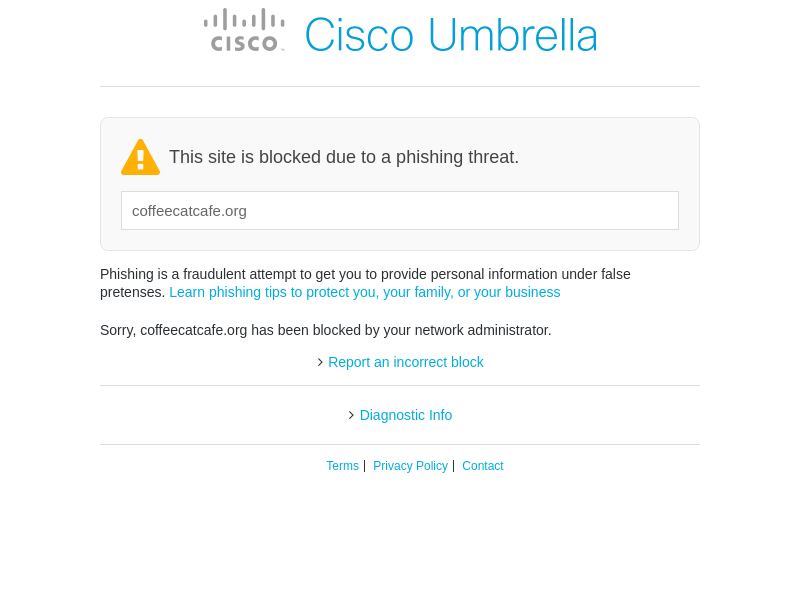 CISCO Cisco Umbrella
This site is blocked due to a phishing threat.
coffeecatcafe.org
Phishing is a fraudulent attempt to get you to provide personal information under false
pretenses. Learn phishing tips to protect you, your family, or your business
Sorry, coffeecatcafe.org has been blocked by your network administrator.
Report an incorrect block
Diagnostic Info
Terms | Privacy Policy | Contact